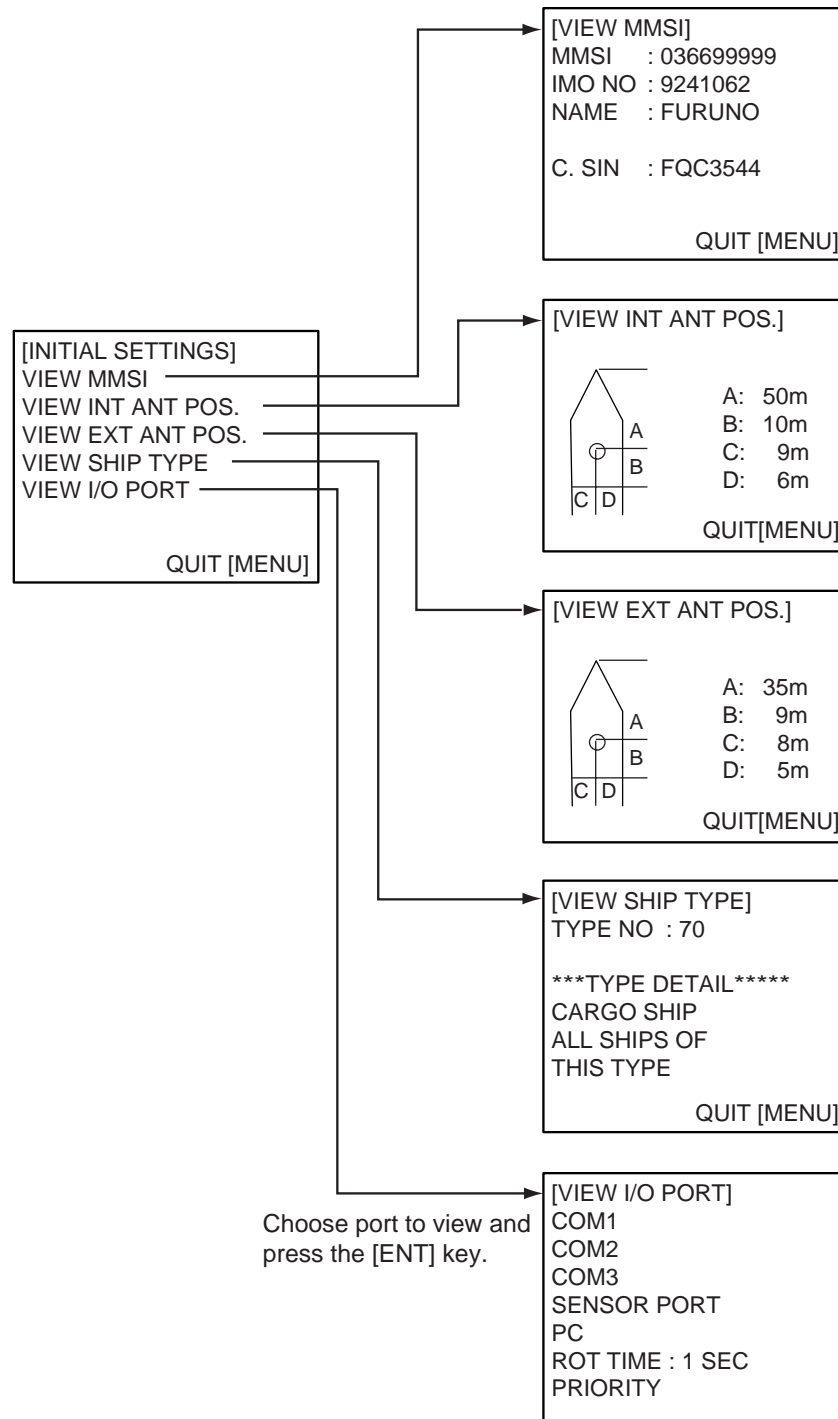 [INITIAL SETTINGS]
VIEW MMSI
VIEW INT ANT POS.
VIEW EXT ANT POS.
VIEW SHIP TYPE
VIEW I/O PORT
QUIT [MENU]
[VIEW MMSI]
MMSI : 036699999
IMO NO : 9241062
NAME : FURUNO
C. SIN : FQC3544
QUIT [MENU]
[VIEW INT ANT POS.]
A
B
C D
A: 50m
B: 10m
C: 9m
D: 6m
QUIT[MENU]
[VIEW EXT ANT POS.]
A
B
C D
A: 35m
B: 9m
C: 8m
D: 5m
QUIT[MENU]
[VIEW SHIP TYPE]
TYPE NO : 70
***TYPE DETAIL*****
CARGO SHIP
ALL SHIPS OF
THIS TYPE
QUIT [MENU]
Choose port to view and
press the [ENT] key.
[VIEW I/O PORT]
COM1
COM2
COM3
SENSOR PORT
PC
ROT TIME : 1 SEC
PRIORITY